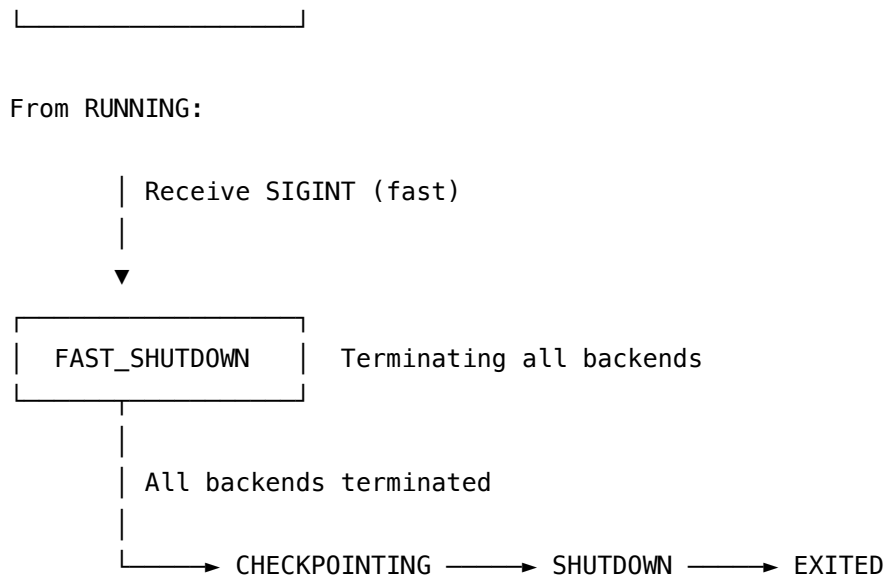 From RUNNING:
Receive SIGINT (fast)
FAST_SHUTDOWN Terminating all backends
All backends terminated
CHECKPOINTING SHUTDOWN EXITED